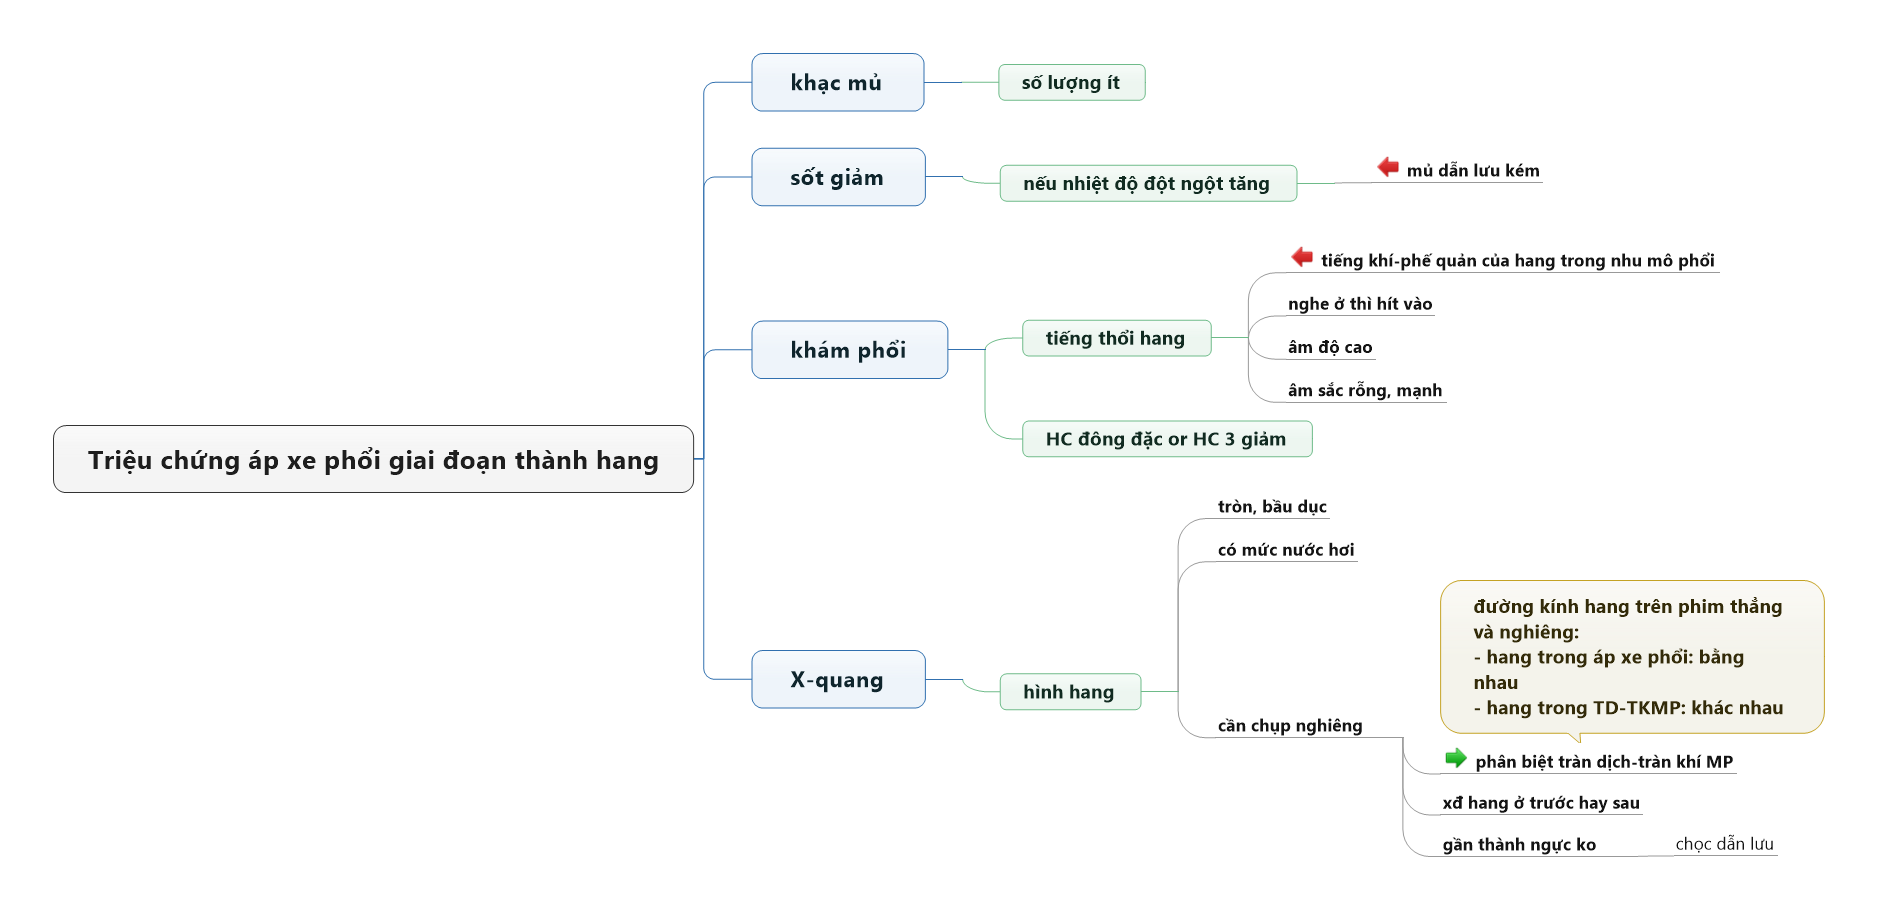 khạc mủ
số lượng ít
sốt giảm
nếu nhiệt độ đột ngột tăng
mủ dẫn lưu kém
khám phổi
tiếng thổi hang
tiếng khí-phế quản của hang trong nhu mô phổi
nghe ở thì hít vào
âm độ cao
âm sắc rỗng, mạnh
HC đông đặc or HC 3 giảm
Triệu chứng áp xe phổi giai đoạn thành hang
X-quang
hình hang
tròn, bầu dục
có mức nước hơi
cần chụp nghiêng
đường kính hang trên phim thẳng
và nghiêng:
- hang trong áp xe phổi: bằng
nhau
- hang trong TD-TKMP: khác nhau
phân biệt tràn dịch-tràn khí MP
xđ hang ở trước hay sau
gần thành ngực ko
chọc dẫn lưu